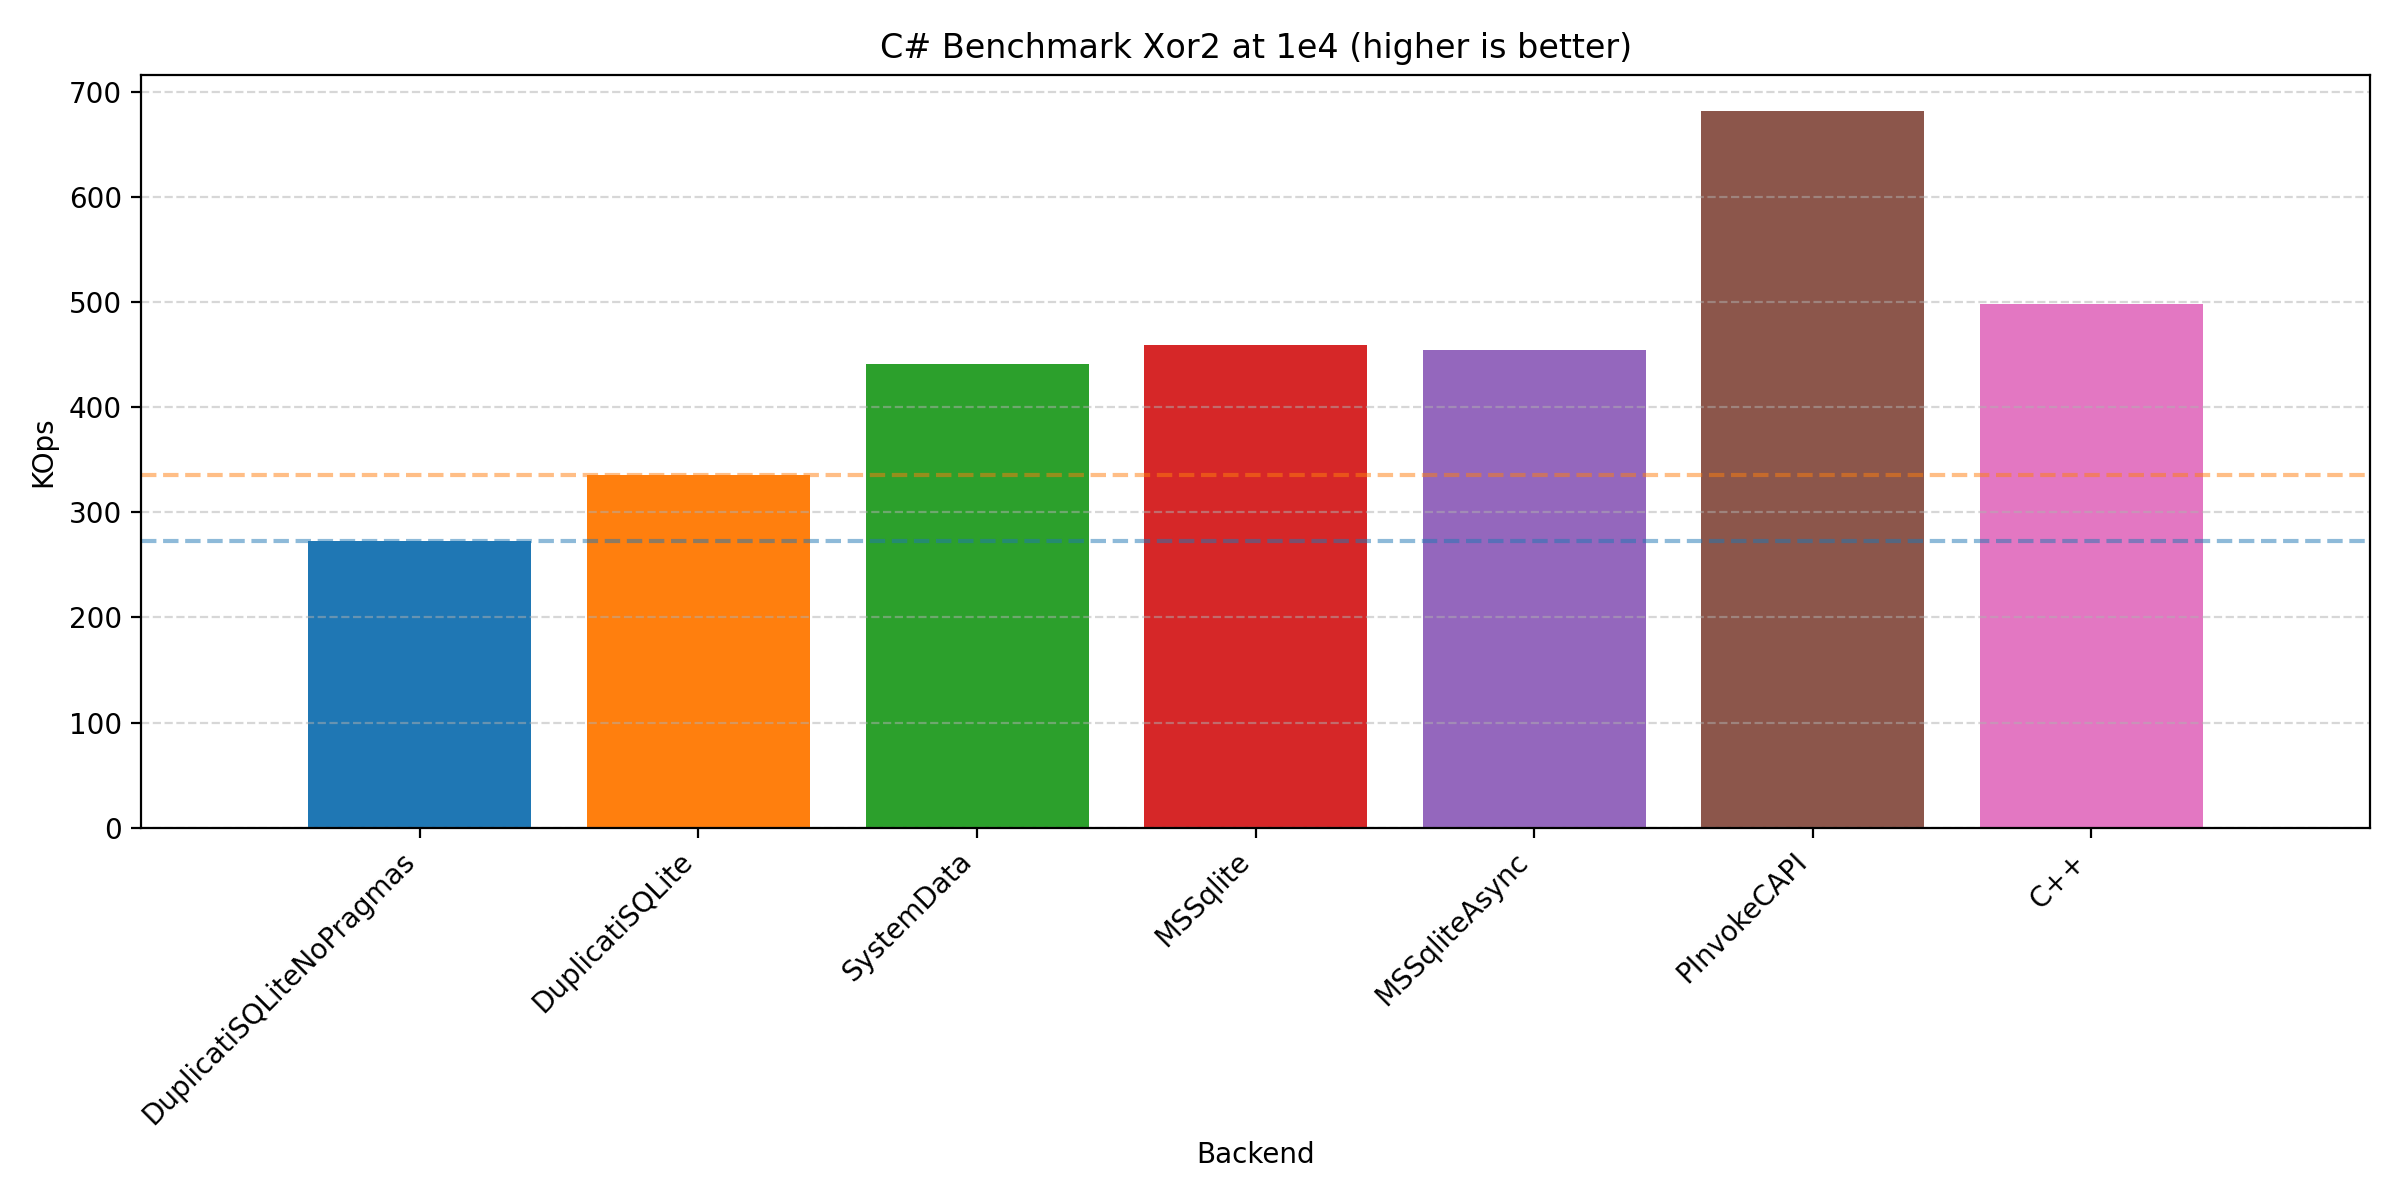 C# Benchmark Xor2 at 1e4 (higher is better)
700
600
500
400
300
200
100
0
KOps
DuplicatiSQLiteNoPragmas
DuplicatiSQLite
SystemData
MSSqlite
MSSqliteAsync
PInvokeCAPI
C++
Backend